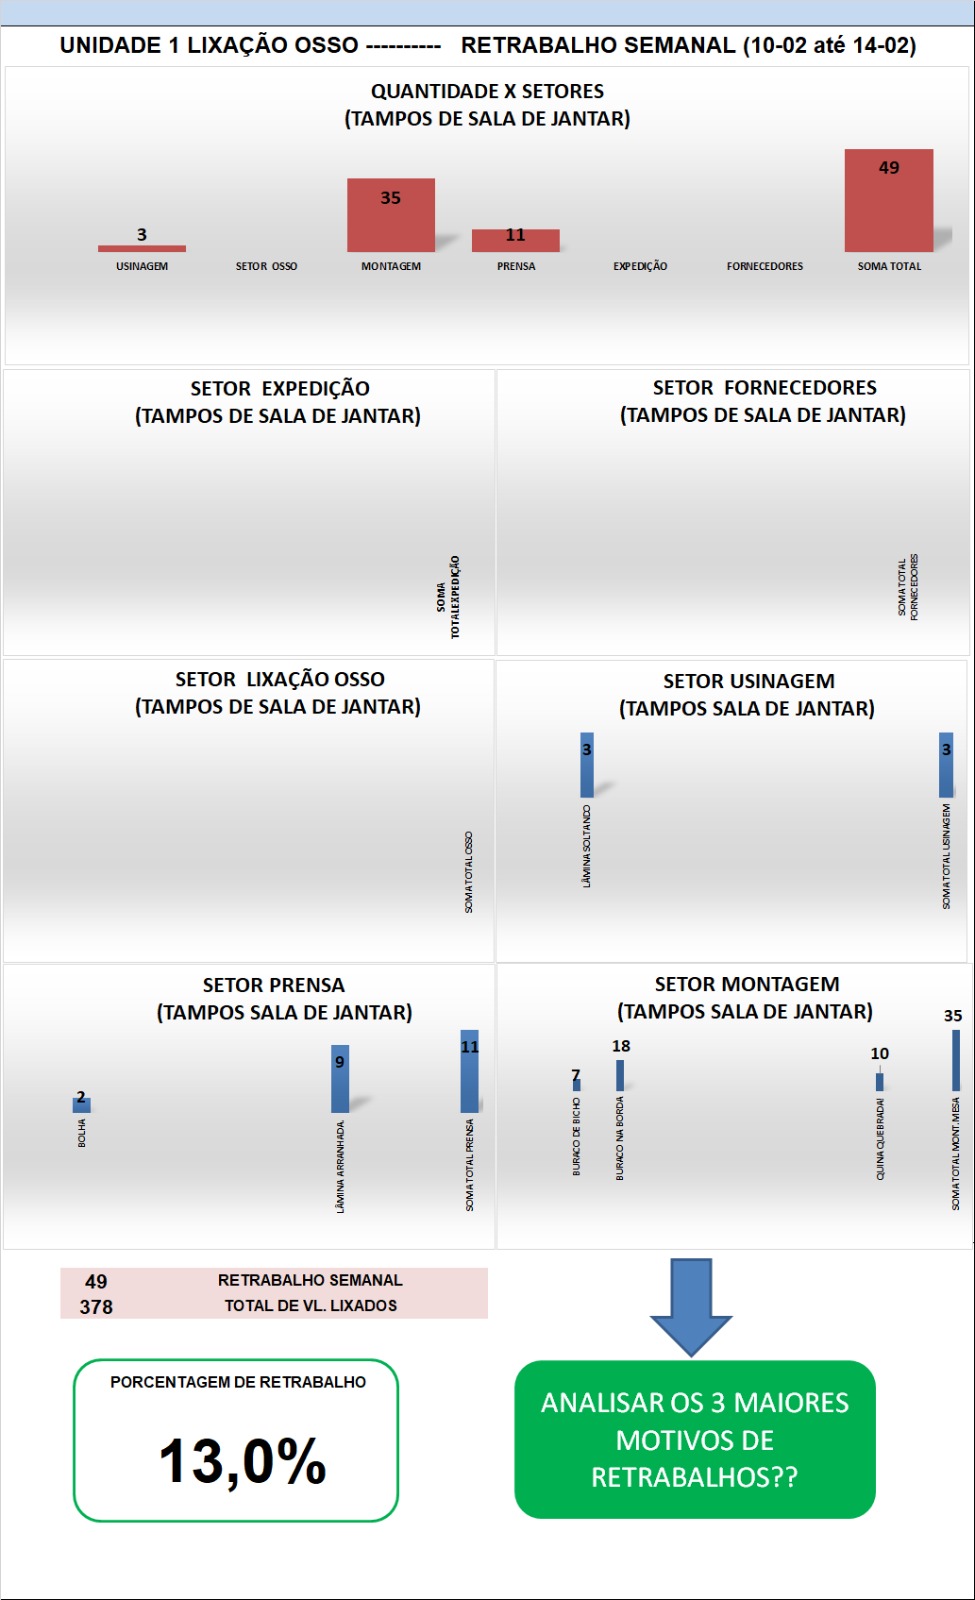 UNIDADE 1 LIXAÇÃO OSSO ---------- RETRABALHO SEMANAL (10-02 até 14-02)
QUANTIDADE X SETORES
(TAMPOS DE SALA DE JANTAR)
3
35
11
49
USINAGEM
SETOR OSSO
MONTAGEM
PRENSA
EXPEDIÇÃO
FORNECEDORES
SOMA TOTAL
SETOR EXPEDIÇÃO
(TAMPOS DE SALA DE JANTAR)
SOMA
TOTALEXPEDIÇÃO
SETOR FORNECEDORES
(TAMPOS DE SALA DE JANTAR)
SOMA TOTAL
FORNECEDORES
SETOR LIXAÇÃO OSSO
(TAMPOS DE SALA DE JANTAR)
SOMA TOTAL OSSO
SETOR USINAGEM
(TAMPOS SALA DE JANTAR)
3
3
LÂMINA SOLTANDO
SOMA TOTAL USINAGEM
SETOR PRENSA
(TAMPOS SALA DE JANTAR)
2
9
11
BOLHA
LÂMINA ARRANHADA.
SOMA TOTAL PRENSA
SETOR MONTAGEM
(TAMPOS SALA DE JANTAR)
7
18
10
35
BURACO DE BICHO
BURACO NA BORDA
QUINA QUEBRADA!
SOMA TOTAL MONT. MESA
49 RETRABALHO SEMANAL
378 TOTAL DE VL. LIXADOS
PORCENTAGEM DE RETRABALHO
13,0%
ANALISAR OS 3 MAIORES
MOTIVOS DE
RETRABALHOS??